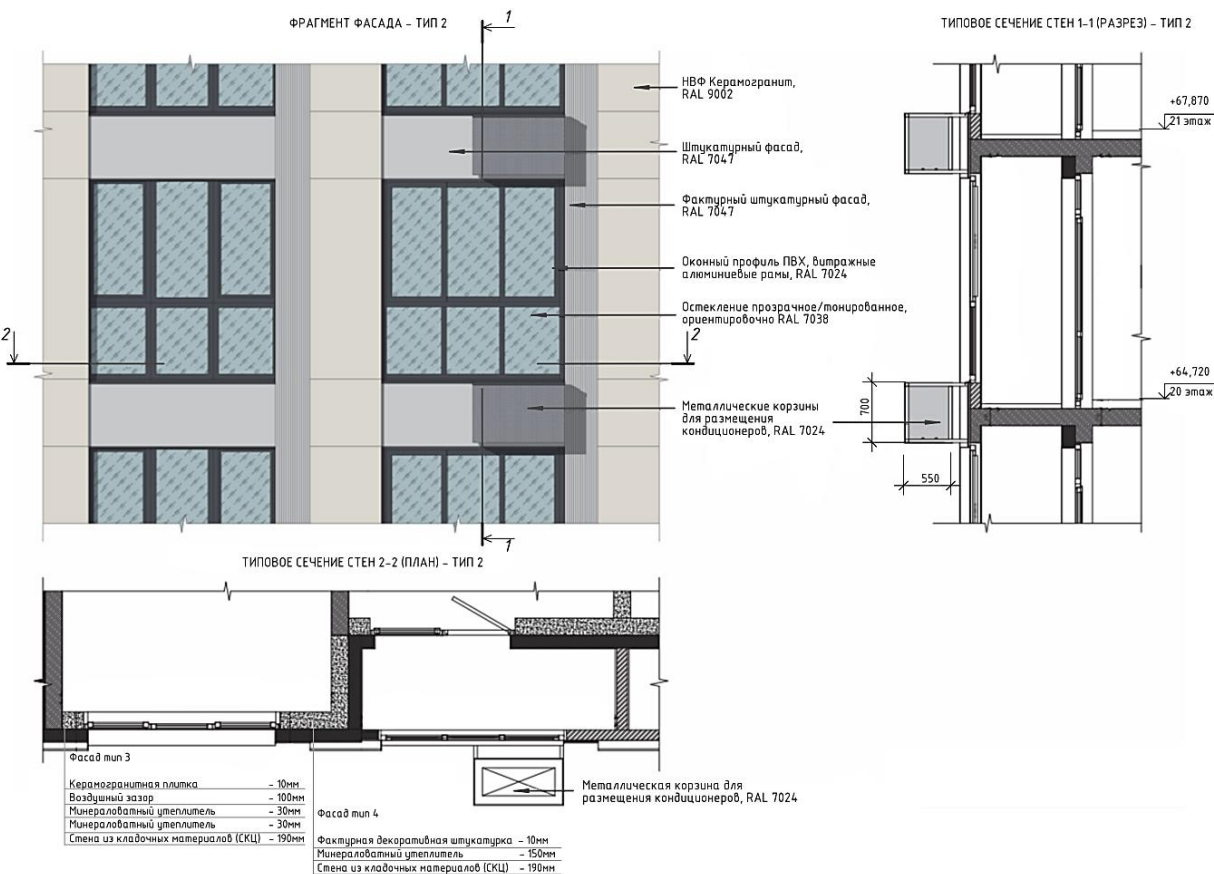 ФРАГМЕНТ ФАСАДА – ТИП 2
1
ТИПОВОЕ СЕЧЕНИЕ СТЕН 1-1 (РАЗРЕЗ) – ТИП 2
НВФ Керамогранит,
RAL 9002
Штукатурный фасад,
RAL 7047
Фактурный штукатурный фасад,
RAL 7047
Оконный профиль ПВХ, витражные
алюминиевые рамы, RAL 7024
Остекление прозрачное/тонированное,
ориентировочно RAL 7038
2
2
Металлические корзины
для размещения
кондиционеров, RAL 7024
1
+67,870
21 этаж
+64,720
20 этаж
700
550
ТИПОВОЕ СЕЧЕНИЕ СТЕН 2-2 (ПЛАН) – ТИП 2
Металлическая корзина для
размещения кондиционеров, RAL 7024
Фасад тип 3
Керамогранитная плитка – 10мм
Воздушный зазор – 100мм
Минераловатный утеплитель – 30мм
Минераловатный утеплитель – 30мм
Стена из кладочных материалов (СКЦ) – 190мм
Фасад тип 4
Фактурная декоративная штукатурка – 10мм
Минераловатный утеплитель – 150мм
Стена из кладочных материалов (СКЦ) – 190мм